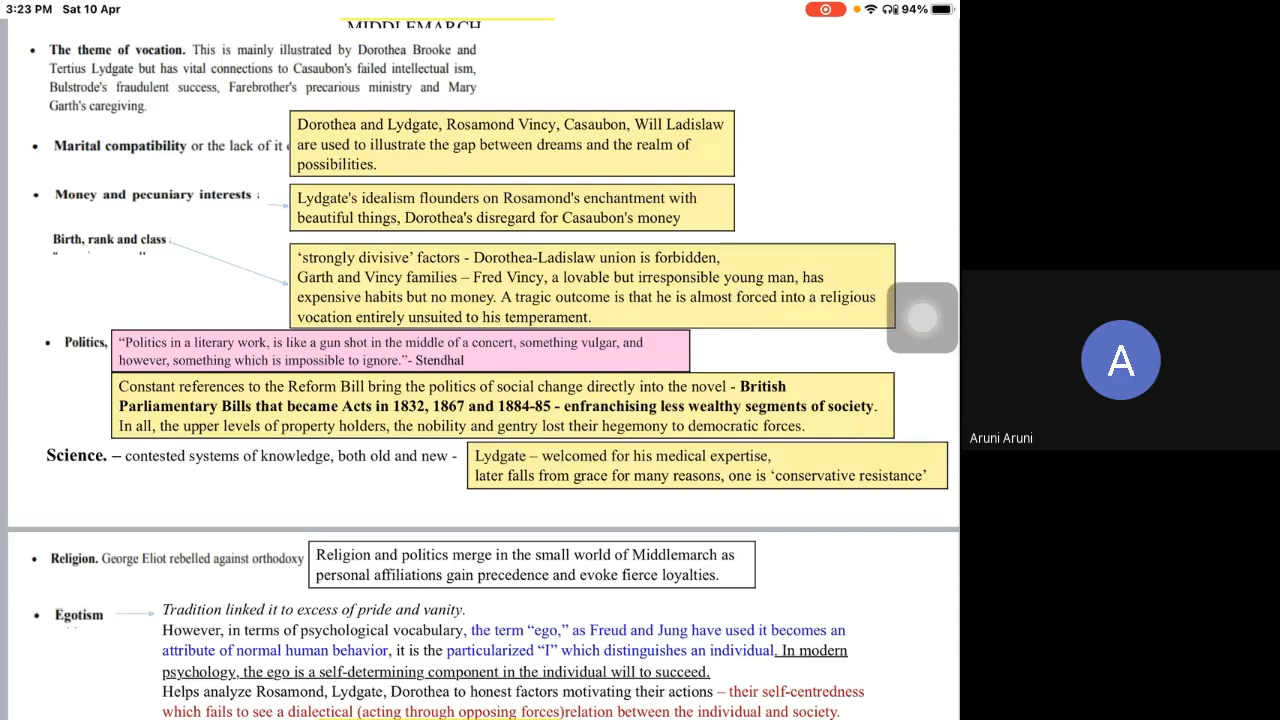 3:23 PM Sat 10 Apr
94%
MIDDLEMARCH
• The theme of vocation. This is mainly illustrated by Dorothea Brooke and
Tertius Lydgate but has vital connections to Casaubon's failed intellectual ism,
Bulstrode's fraudulent success, Farebrother's precarious ministry and Mary
Garth's caregiving.
• Marital compatibility or the lack of it
Dorothea and Lydgate, Rosamond Vincy, Casaubon, Will Ladislaw
are used to illustrate the gap between dreams and the realm of
possibilities.
• Money and pecuniary interests
Lydgate's idealism flounders on Rosamond's enchantment with
beautiful things, Dorothea's disregard for Casaubon's money
Birth, rank and class
‘strongly divisive’ factors - Dorothea-Ladislaw union is forbidden,
Garth and Vincy families – Fred Vincy, a lovable but irresponsible young man, has
expensive habits but no money. A tragic outcome is that he is almost forced into a religious
vocation entirely unsuited to his temperament.
• Politics,
“Politics in a literary work, is like a gun shot in the middle of a concert, something vulgar, and
however, something which is impossible to ignore.”- Stendhal
Constant references to the Reform Bill bring the politics of social change directly into the novel - British
Parliamentary Bills that became Acts in 1832, 1867 and 1884-85 - enfranchising less wealthy segments of society.
In all, the upper levels of property holders, the nobility and gentry lost their hegemony to democratic forces.
Science. – contested systems of knowledge, both old and new -
Lydgate – welcomed for his medical expertise,
later falls from grace for many reasons, one is ‘conservative resistance’
• Religion. George Eliot rebelled against orthodoxy
Religion and politics merge in the small world of Middlemarch as
personal affiliations gain precedence and evoke fierce loyalties.
• Egotism
Tradition linked it to excess of pride and vanity.
However, in terms of psychological vocabulary, the term “ego,” as Freud and Jung have used it becomes an
attribute of normal human behavior, it is the particularized “I” which distinguishes an individual. In modern
psychology, the ego is a self-determining component in the individual will to succeed.
Helps analyze Rosamond, Lydgate, Dorothea to honest factors motivating their actions – their self-centredness
which fails to see a dialectical (acting through opposing forces)relation between the individual and society.
A
Aruni Aruni